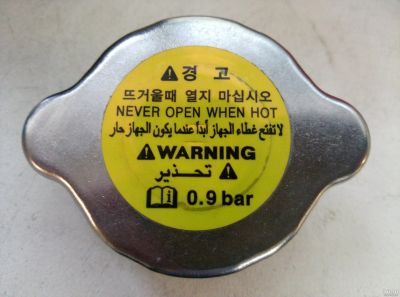 경 고
뜨거울때 열지 마십시오
NEVER OPEN WHEN HOT
لا تفتح غطاء الجهاز أبداً عندما يكون الجهاز حار
WARNING
تحذير
0.9 bar